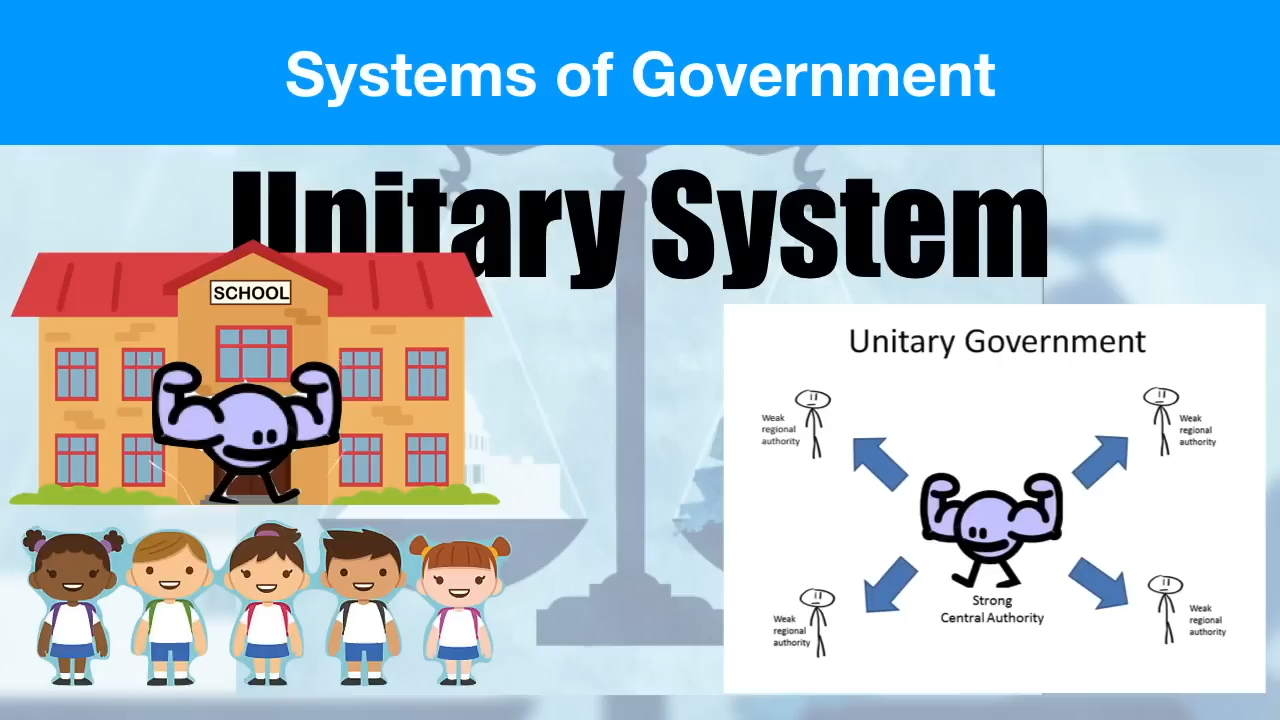 Systems of Government
Unitary System
SCHOOL
Unitary Government
Weak
regional
authority
Weak
regional
authority
Strong
Central Authority
Weak
regional
authority
Weak
regional
authority